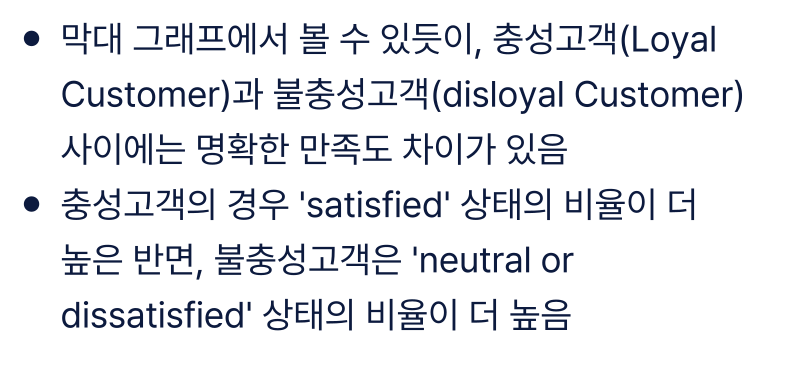 • 막대 그래프에서 볼 수 있듯이, 충성고객(Loyal
Customer)과 불충성고객(disloyal Customer)
사이에는 명확한 만족도 차이가 있음
• 충성고객의 경우 'satisfied' 상태의 비율이 더
높은 반면, 불충성고객은 'neutral or
dissatisfied' 상태의 비율이 더 높음